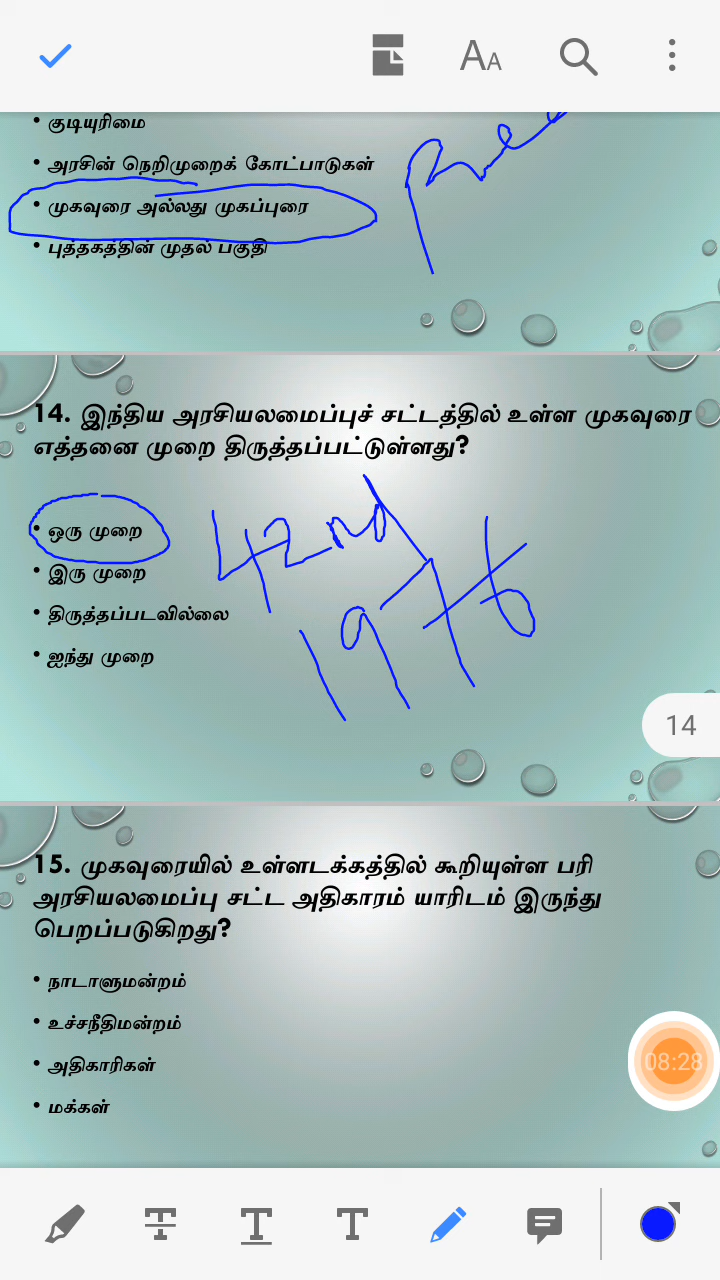 AA
• குடியுரிமை
• அரசின் நெறிமுறைக் கோட்பாடுகள்
• முகவுரை அல்லது முகப்புரை
• புத்தகத்தின் முதல் பகுதி
14. இந்திய அரசியலமைப்புச் சட்டத்தில் உள்ள முகவுரை
எத்தனை முறை திருத்தப்பட்டுள்ளது?
• ஒரு முறை
• இரு முறை
• திருத்தப்படவில்லை
• ஐந்து முறை
42nd
1976
14
15. முகவுரையில் உள்ளடக்கத்தில் கூறியுள்ள பரி
அரசியலமைப்பு சட்ட அதிகாரம் யாரிடம் இருந்து
பெறப்படுகிறது?
• நாடாளுமன்றம்
• உச்சநீதிமன்றம்
• அதிகாரிகள்
• மக்கள்
08:28
T T T